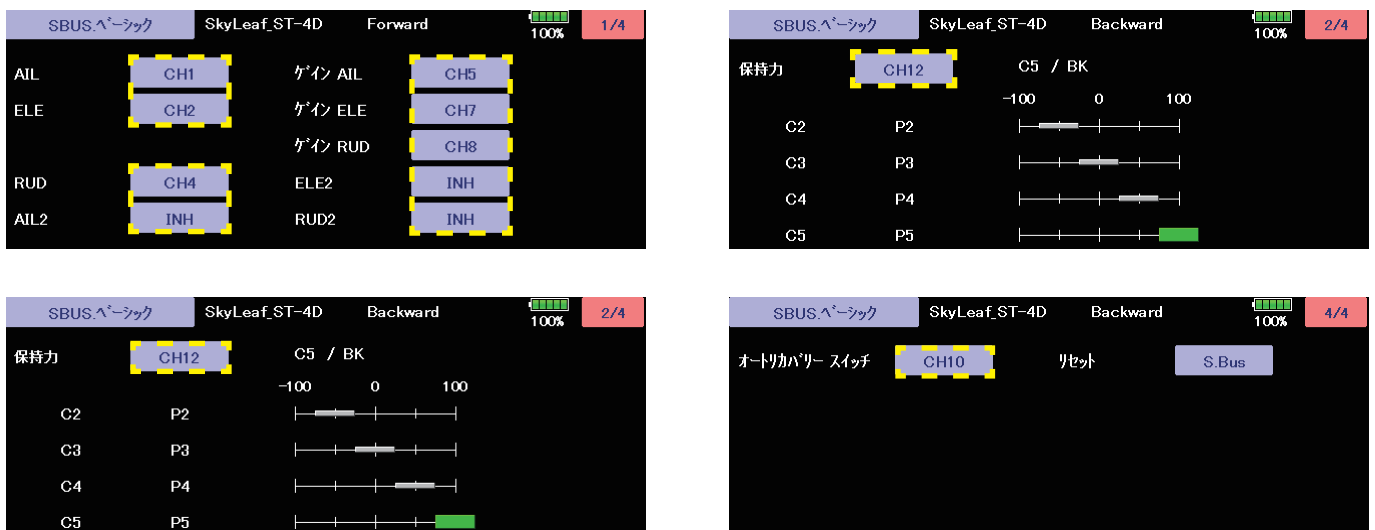 SBUS.ﾍﾞｰｼｯｸ SkyLeaf_ST-4D Forward 100% 1/4
AIL CH1 ｹﾞｲﾝ AIL CH5
ELE CH2 ｹﾞｲﾝ ELE CH7
ｹﾞｲﾝ RUD CH8
RUD CH4 ELE2 INH
AIL2 INH RUD2 INH
SBUS.ﾍﾞｰｼｯｸ SkyLeaf_ST-4D Backward 100% 2/4
保持力 CH12 C5 / BK
-100 0 100
C2 P2
C3 P3
C4 P4
C5 P5
SBUS.ﾍﾞｰｼｯｸ SkyLeaf_ST-4D Backward 100% 2/4
保持力 CH12 C5 / BK
-100 0 100
C2 P2
C3 P3
C4 P4
C5 P5
SBUS.ﾍﾞｰｼｯｸ SkyLeaf_ST-4D Backward 100% 4/4
ｵｰﾄﾘｶﾊﾞﾘｰ ｽｲｯﾁ CH10 ﾘｾｯﾄ S.Bus